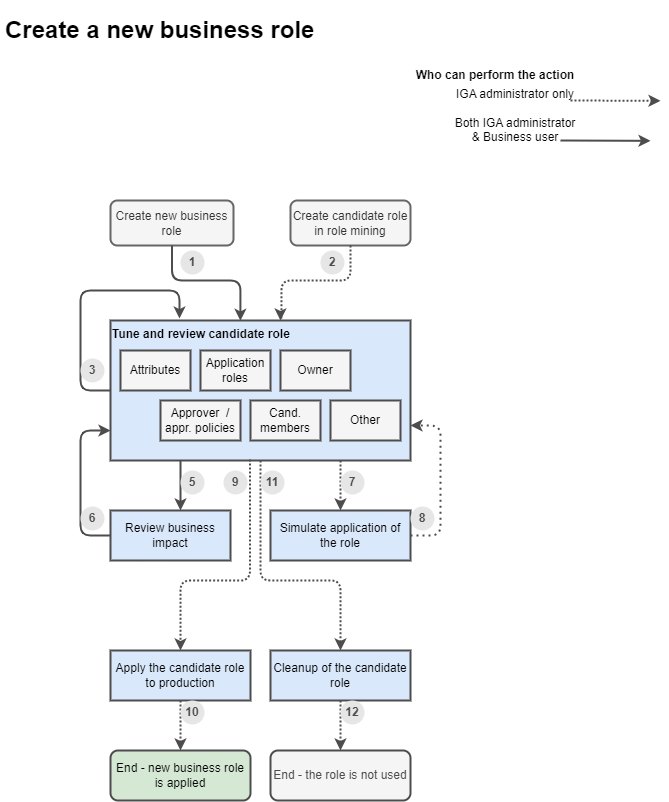 Create a new business role
Who can perform the action
IGA administrator only
Both IGA administrator
& Business user
Create new business
role
Create candidate role
in role mining
1
2
Tune and review candidate role
3
Attributes
Application
roles
Owner
Approver /
appr. policies
Cand.
members
Other
5
9
11
7
6
Review business
impact
Simulate application of
the role
8
Apply the candidate role
to production
Cleanup of the candidate
role
10
12
End - new business role
is applied
End - the role is not used